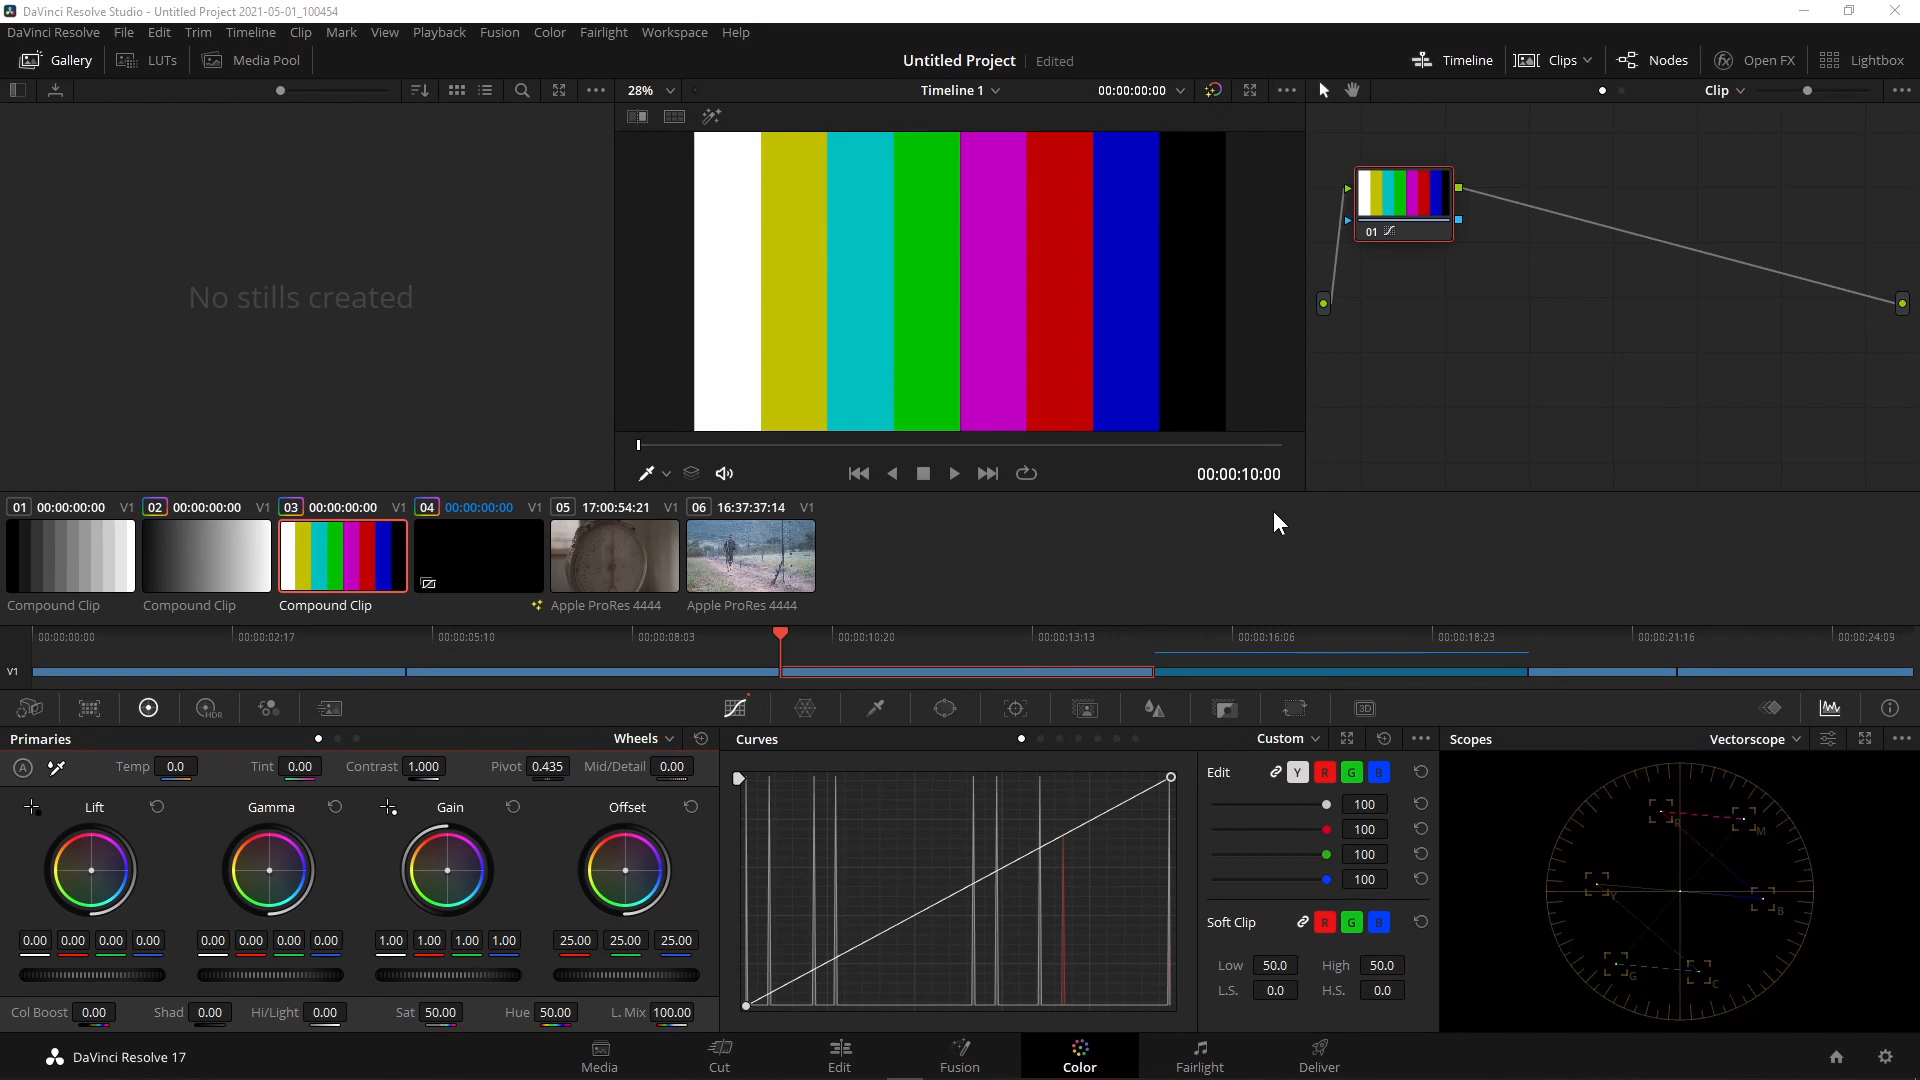 DaVinci Resolve Studio - Untitled Project 2021-05-01_100454
DaVinci Resolve File Edit Trim Timeline Clip Mark View Playback Fusion Color Fairlight Workspace Help
Gallery LUTs Media Pool Untitled Project Edited Timeline Clips Nodes fx Open FX Lightbox
28% Timeline 1 00:00:00:00 Clip
No stills created
01
00:00:10:00
01 00:00:00:00 V1 02 00:00:00:00 V1 03 00:00:00:00 V1 04 00:00:00:00 V1 05 17:00:54:21 V1 06 16:37:37:14 V1
Compound Clip Compound Clip Compound Clip Apple ProRes 4444 Apple ProRes 4444
00:00:00:00 00:00:02:17 00:00:05:10 00:00:08:03 00:00:10:20 00:00:13:13 00:00:16:06 00:00:18:23 00:00:21:16 00:00:24:09
V1
HDR 3D
Primaries Wheels Curves Custom Scopes Vectorscope
A Temp 0.0 Tint 0.00 Contrast 1.000 Pivot 0.435 Mid/Detail 0.00
Edit Y R G B
Lift Gamma Gain Offset
100
100
100
100
Soft Clip R G B
0.00 0.00 0.00 0.00 0.00 0.00 0.00 0.00 1.00 1.00 1.00 1.00 25.00 25.00 25.00
Low 50.0 High 50.0
L.S. 0.0 H.S. 0.0
R M
Y B
G C
Col Boost 0.00 Shad 0.00 Hi/Light 0.00 Sat 50.00 Hue 50.00 L. Mix 100.00
DaVinci Resolve 17 Media Cut Edit Fusion Color Fairlight Deliver